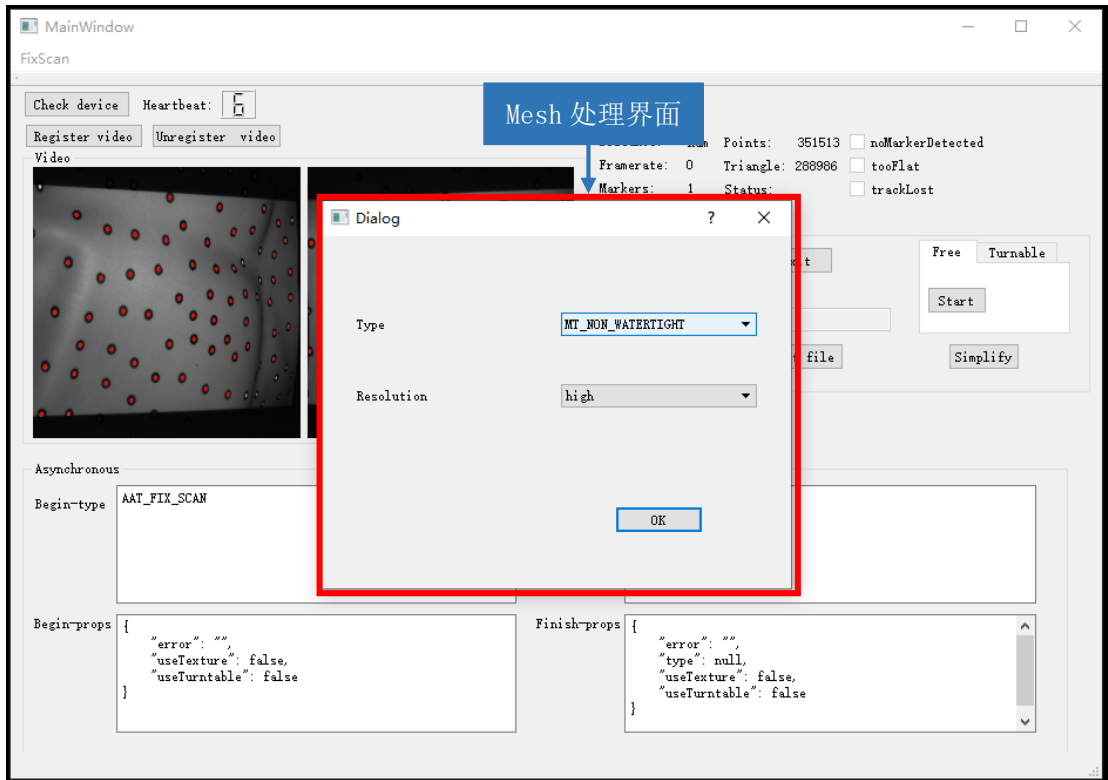 MainWindow
FixScan
Check device Heartbeat: 6
Mesh 处理界面
Register video Unregister video
Points: 351513 noMarkerDetected
Video
Framerate: 0 Triangle: 288986 tooFlat
Markers: 1 Status: trackLost
Dialog ?
Free Turnable
Start
Type MT_NON_WATERTIGHT
file Simplify
Resolution high
Asynchronous
Begin-type AAT_FIX_SCAN
OK
Begin-props {
"error": "",
"useTexture": false,
"useTurntable": false
}
Finish-props {
"error": "",
"type": null,
"useTexture": false,
"useTurntable": false
}